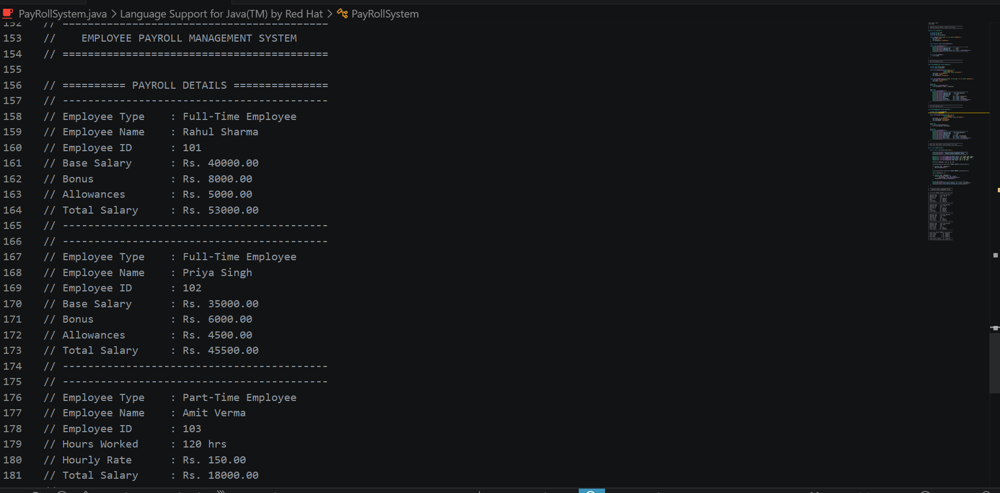 PayRollSystem.java > Language Support for Java(TM) by Red Hat > PayRollSystem
152 // ==========================================
153 // EMPLOYEE PAYROLL MANAGEMENT SYSTEM
154 // ==========================================
155
156 // ========== PAYROLL DETAILS ===============
157 // ------------------------------------------
158 // Employee Type : Full-Time Employee
159 // Employee Name : Rahul Sharma
160 // Employee ID : 101
161 // Base Salary : Rs. 40000.00
162 // Bonus : Rs. 8000.00
163 // Allowances : Rs. 5000.00
164 // Total Salary : Rs. 53000.00
165 // ------------------------------------------
166 // ------------------------------------------
167 // Employee Type : Full-Time Employee
168 // Employee Name : Priya Singh
169 // Employee ID : 102
170 // Base Salary : Rs. 35000.00
171 // Bonus : Rs. 6000.00
172 // Allowances : Rs. 4500.00
173 // Total Salary : Rs. 45500.00
174 // ------------------------------------------
175 // ------------------------------------------
176 // Employee Type : Part-Time Employee
177 // Employee Name : Amit Verma
178 // Employee ID : 103
179 // Hours Worked : 120 hrs
180 // Hourly Rate : Rs. 150.00
181 // Total Salary : Rs. 18000.00